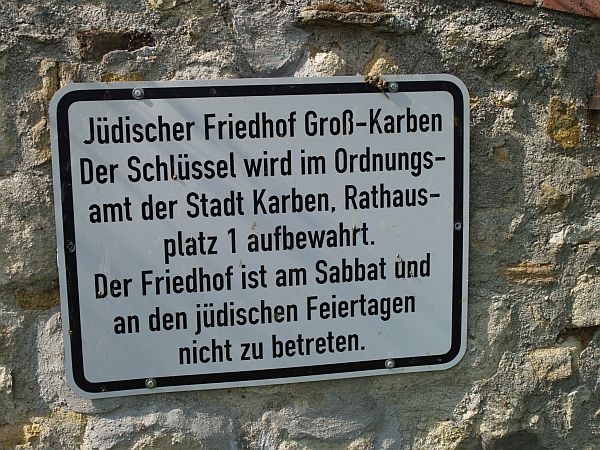 Jüdischer Friedhof Groß-Karben
Der Schlüssel wird im Ordnungs-
amt der Stadt Karben, Rathaus-
platz 1 aufbewahrt.
Der Friedhof ist am Sabbat und
an den jüdischen Feiertagen
nicht zu betreten.